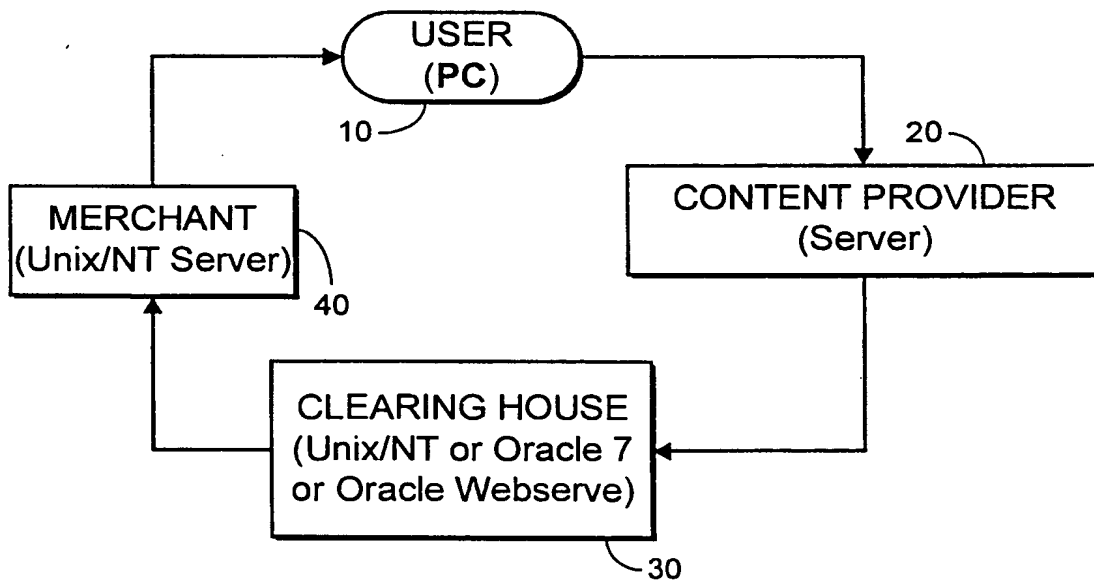 USER
(PC)
10
20
CONTENT PROVIDER
(Server)
MERCHANT
(Unix/NT Server)
40
CLEARING HOUSE
(Unix/NT or Oracle 7
or Oracle Webserve)
30